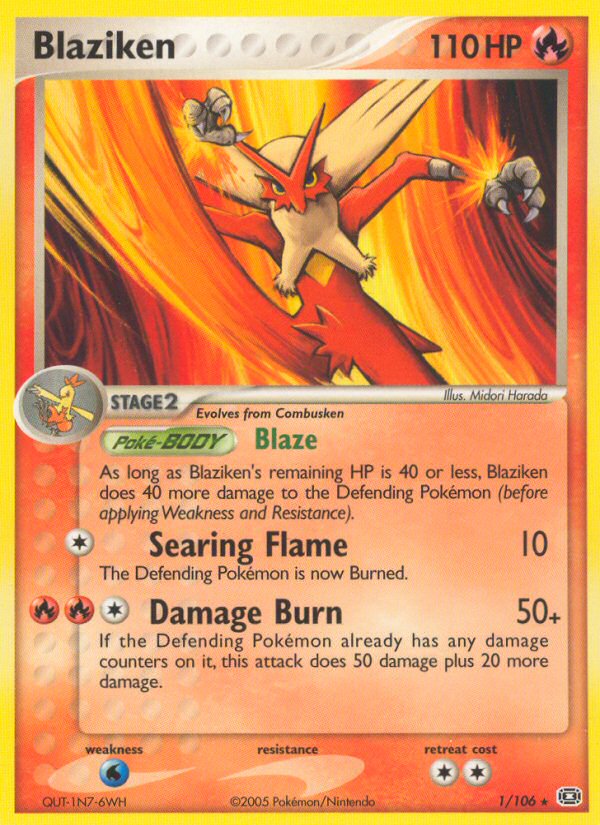 Blaziken 110 HP
Illus. Midori Harada
STAGE2
Evolves from Combusken
Poké-BODY Blaze
As long as Blaziken's remaining HP is 40 or less, Blaziken
does 40 more damage to the Defending Pokémon (before
applying Weakness and Resistance).
Searing Flame 10
The Defending Pokémon is now Burned.
Damage Burn 50+
If the Defending Pokémon already has any damage
counters on it, this attack does 50 damage plus 20 more
damage.
weakness resistance retreat cost
QUT-1N7-6WH ©2005 Pokémon/Nintendo 1/106 ★